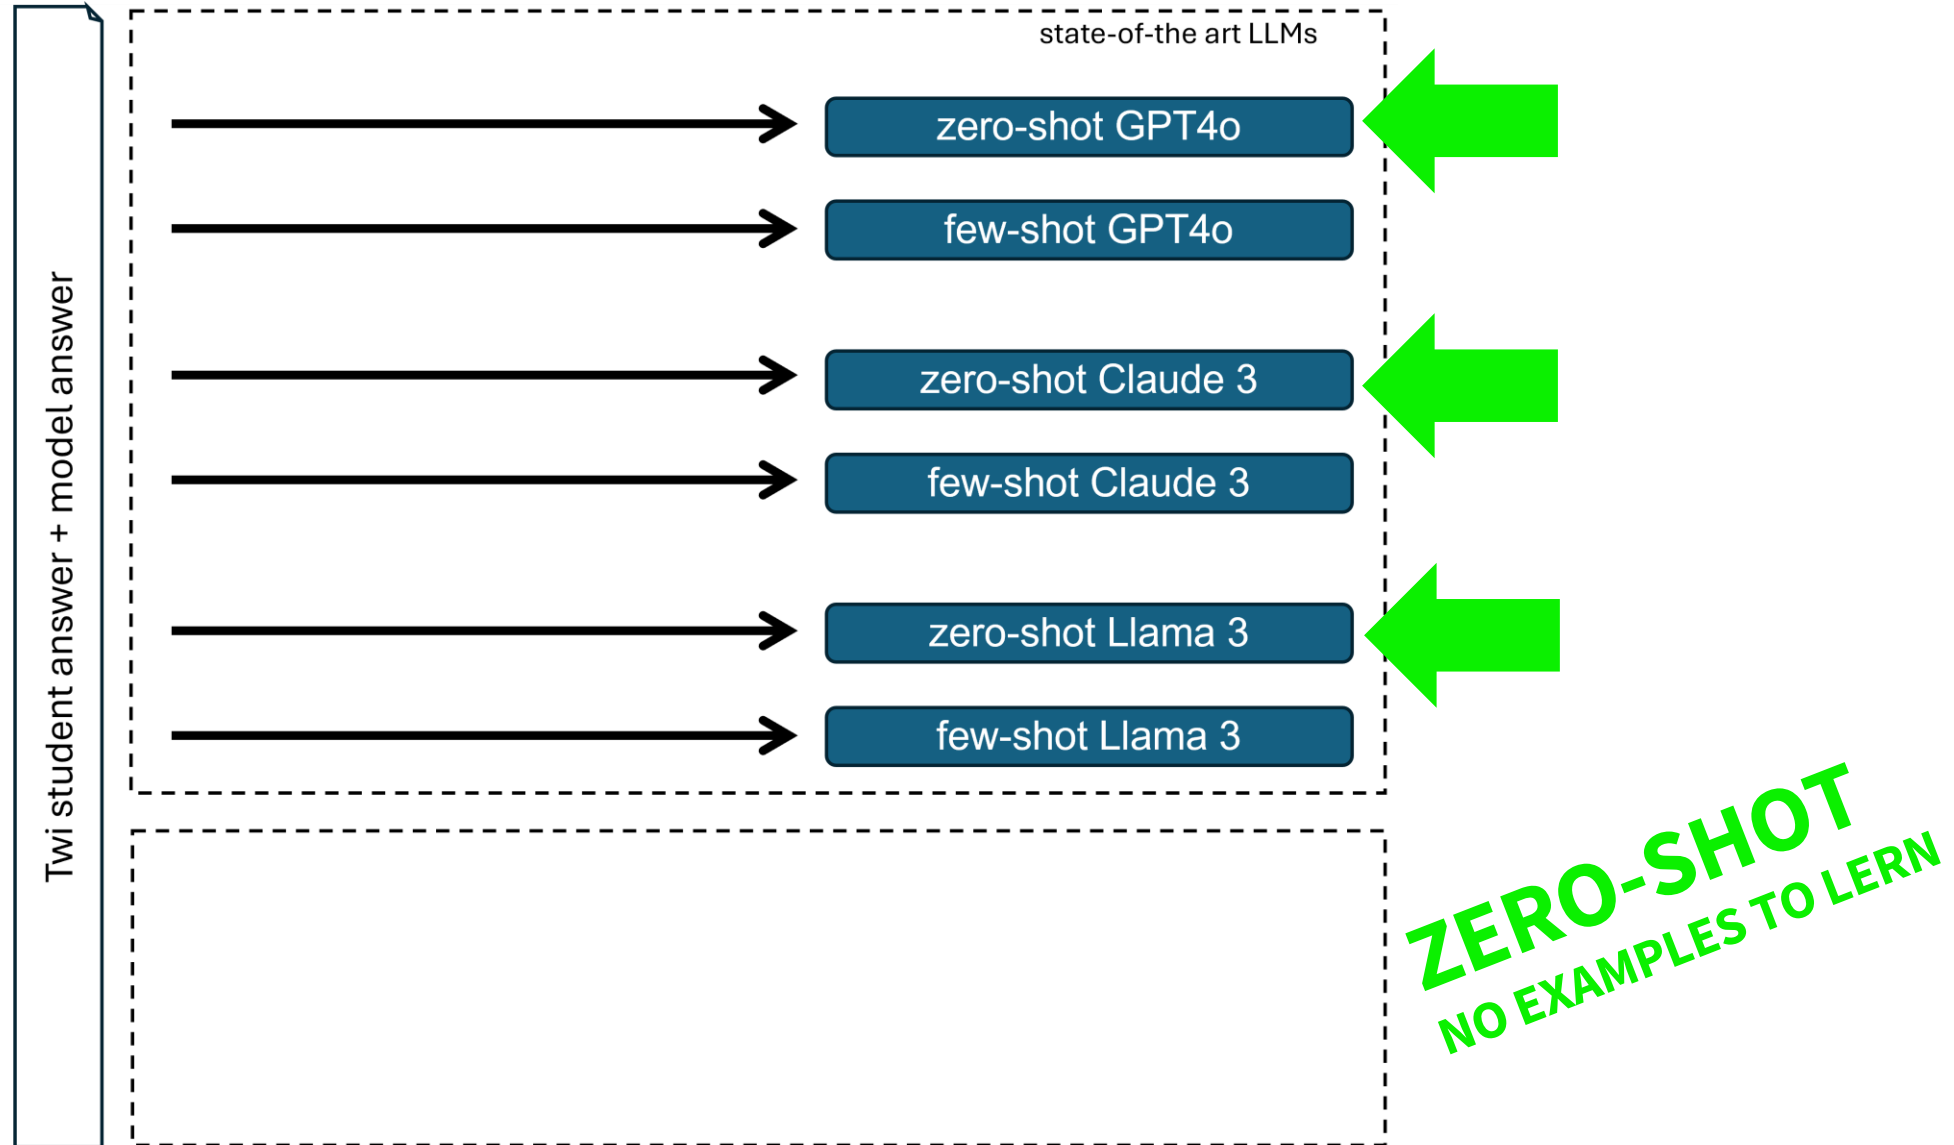 Twi student answer + model answer
state-of-the art LLMs
zero-shot GPT4o
few-shot GPT4o
zero-shot Claude 3
few-shot Claude 3
zero-shot Llama 3
few-shot Llama 3
ZERO-SHOT
NO EXAMPLES TO LERN